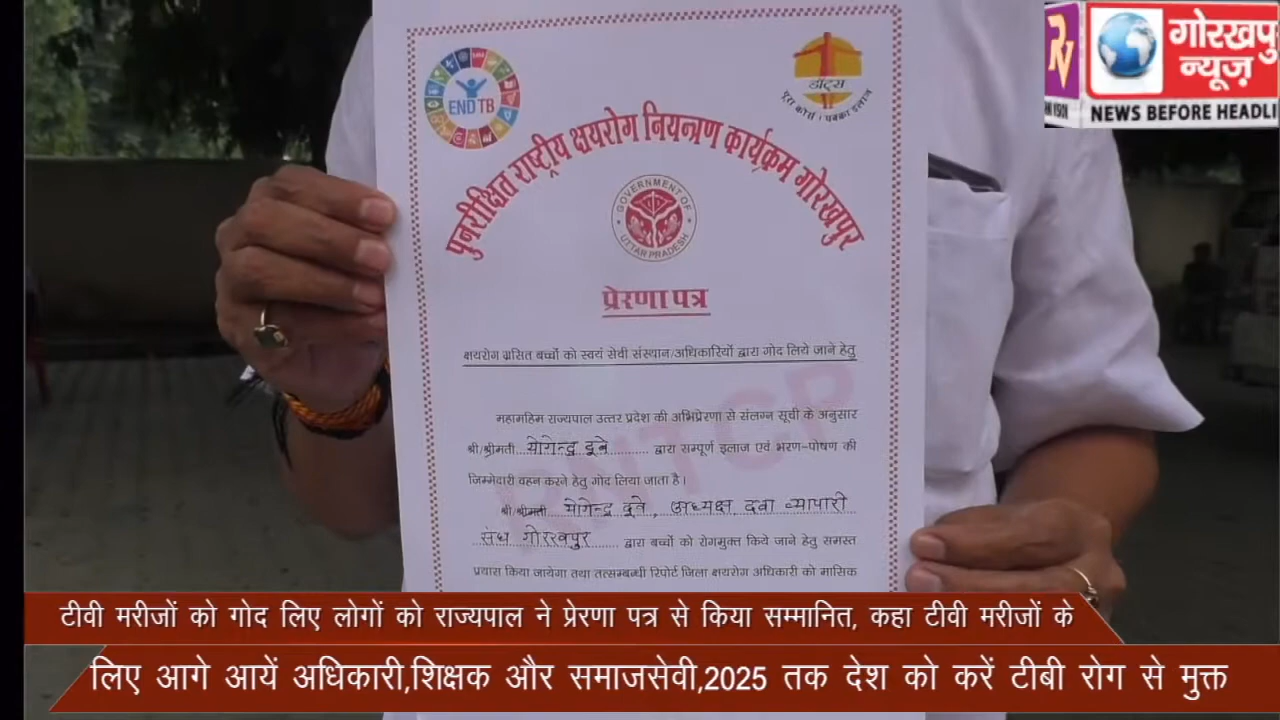 गोरखपु
न्यूज़
NEWS BEFORE HEADLI
END TB
डॉट्स
पूरा कोर्स। पक्का इलाज
पुनरीक्षित राष्ट्रीय क्षयरोग नियन्त्रण कार्यक्रम गोरखपुर
GOVERNMENT OF
UTTAR PRADESH
प्रेरणा पत्र
क्षयरोग ग्रसित बच्चों को स्वयं सेवी संस्थान/अधिकारियों द्वारा गोद लिये जाने हेतु
महामहिम राज्यपाल उत्तर प्रदेश की अभिप्रेरणा से संलग्न सूची के अनुसार
श्री/श्रीमती...योगेन्द्र दूबे.......... द्वारा सम्पूर्ण इलाज एवं भरण-पोषण की
जिम्मेदारी वहन करने हेतु गोद लिया जाता है।
श्री/श्रीमती...योगेन्द्र दूबे, अध्यक्ष, दवा व्यापारी
संघ गोरखपुर....... द्वारा बच्चों को रोगमुक्त किये जाने हेतु समस्त
प्रयास किया जायेगा तथा तत्सम्बन्धी रिपोर्ट जिला क्षयरोग अधिकारी को मासिक
RNTCP
टीवी मरीजों को गोद लिए लोगों को राज्यपाल ने प्रेरणा पत्र से किया सम्मानित, कहा टीवी मरीजों के
लिए आगे आयें अधिकारी,शिक्षक और समाजसेवी,2025 तक देश को करें टीबी रोग से मुक्त